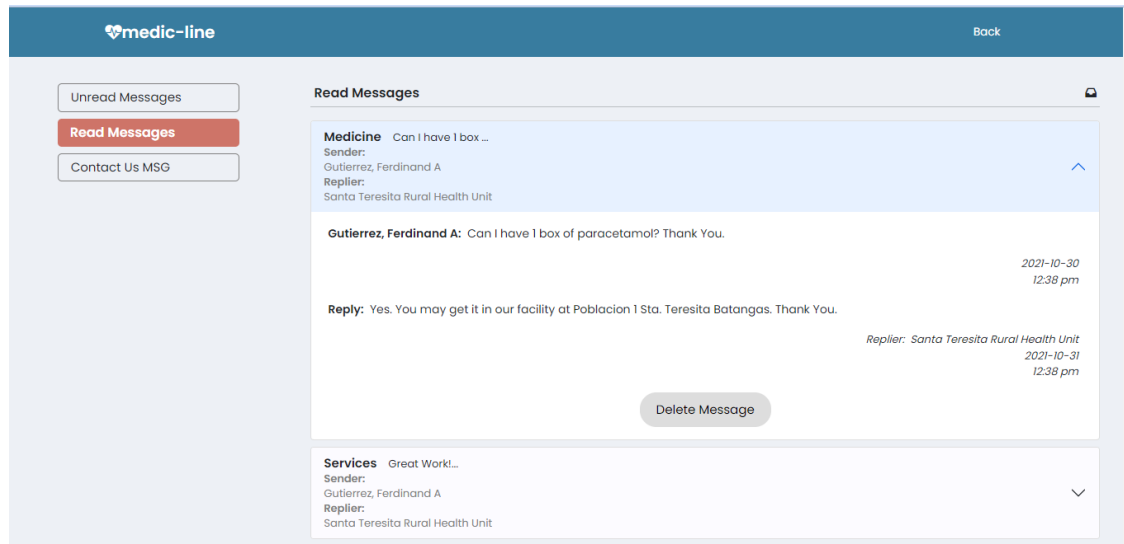 medic-line
Back
Unread Messages
Read Messages
Contact Us MSG
Read Messages
Medicine Can I have 1 box ...
Sender:
Gutierrez, Ferdinand A
Replier:
Santa Teresita Rural Health Unit
Gutierrez, Ferdinand A: Can I have 1 box of paracetamol? Thank You.
2021-10-30
12:38 pm
Reply: Yes. You may get it in our facility at Poblacion 1 Sta. Teresita Batangas. Thank You.
Replier: Santa Teresita Rural Health Unit
2021-10-31
12:38 pm
Delete Message
Services Great Work!...
Sender:
Gutierrez, Ferdinand A
Replier:
Santa Teresita Rural Health Unit